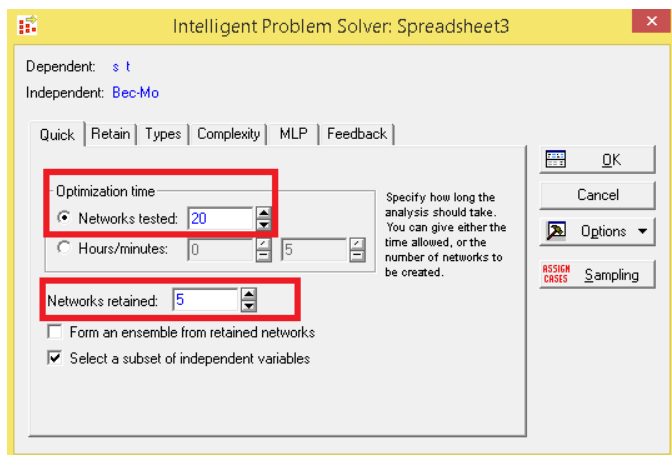 Intelligent Problem Solver: Spreadsheet3
Dependent: s t
Independent: Bec-Mo
Quick Retain Types Complexity MLP Feedback
OK
Cancel
Options
ASSIGN CASES Sampling
Optimization time
Networks tested: 20
Hours/minutes: 0 5
Specify how long the
analysis should take.
You can give either the
time allowed, or the
number of networks to
be created.
Networks retained: 5
Form an ensemble from retained networks
Select a subset of independent variables